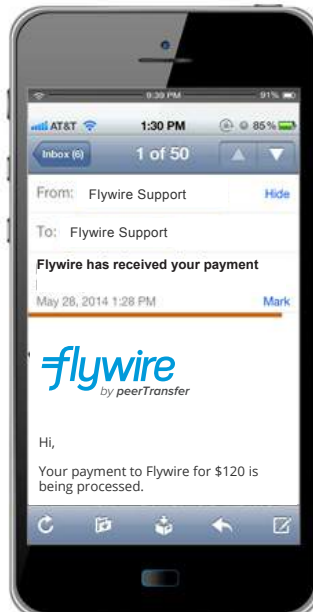 9:30 PM 91%
AT&T 1:30 PM 85%
Inbox (6) 1 of 50
From: Flywire Support Hide
To: Flywire Support
Flywire has received your payment
May 28, 2014 1:28 PM Mark
flywire
by peerTransfer
Hi,
Your payment to Flywire for $120 is
being processed.